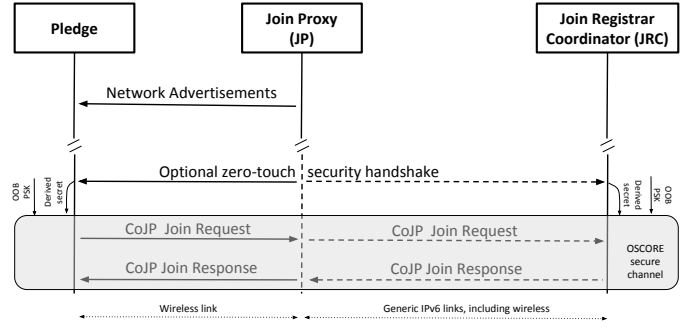 Pledge
Join Proxy
(JP)
Join Registrar
Coordinator (JRC)
Network Advertisements
Optional zero-touch security handshake
OOB
PSK
Derived
secret
Derived
secret
OOB
PSK
CoJP Join Request
CoJP Join Request
CoJP Join Response
CoJP Join Response
OSCORE
secure
channel
Wireless link
Generic IPv6 links, including wireless